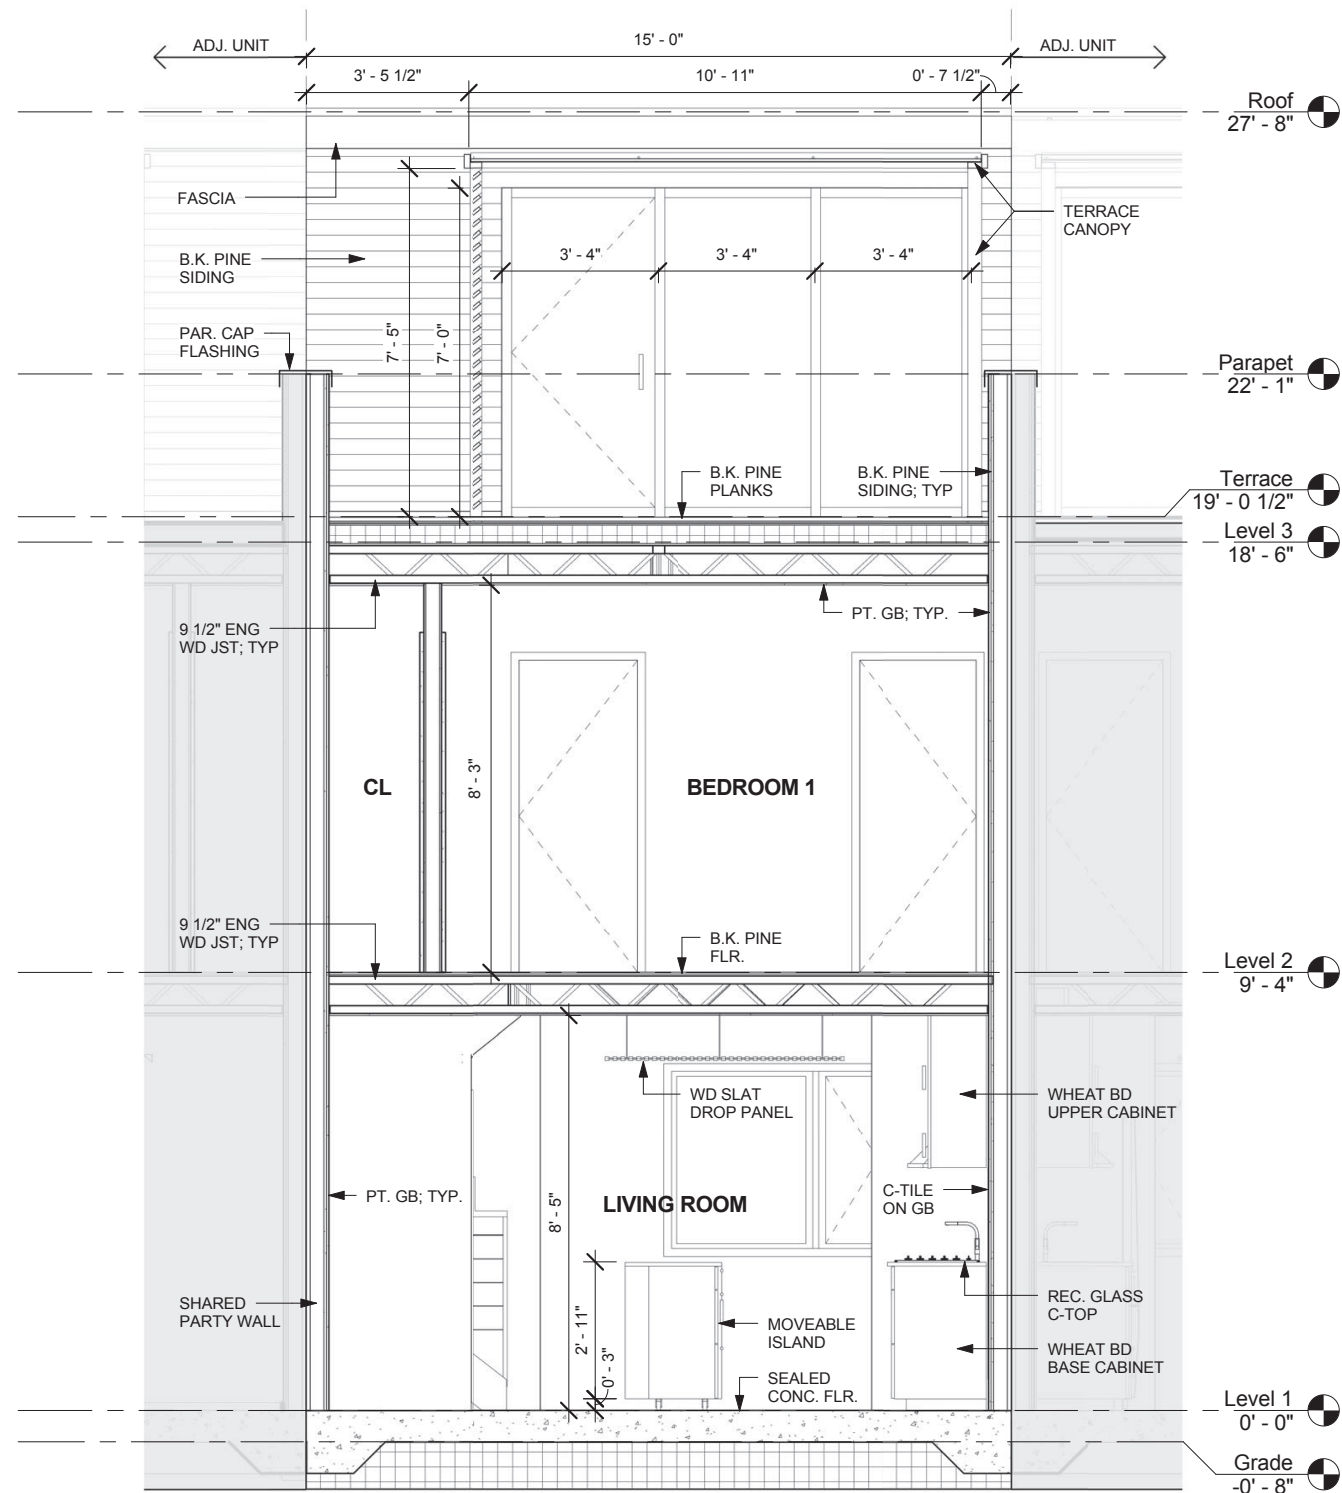 ADJ. UNIT
15' - 0"
ADJ. UNIT
3' - 5 1/2"
10' - 11"
0' - 7 1/2"
Roof
27' - 8"
FASCIA
TERRACE
CANOPY
B.K. PINE
SIDING
3' - 4"
3' - 4"
3' - 4"
7' - 5"
7' - 0"
PAR. CAP
FLASHING
Parapet
22' - 1"
B.K. PINE
PLANKS
B.K. PINE
SIDING; TYP
Terrace
19' - 0 1/2"
Level 3
18' - 6"
9 1/2" ENG
WD JST; TYP
PT. GB; TYP.
CL
8' - 3"
BEDROOM 1
9 1/2" ENG
WD JST; TYP
B.K. PINE
FLR.
Level 2
9' - 4"
WD SLAT
DROP PANEL
WHEAT BD
UPPER CABINET
PT. GB; TYP.
8' - 5"
LIVING ROOM
C-TILE
ON GB
SHARED
PARTY WALL
2' - 11"
0' - 3"
MOVEABLE
ISLAND
REC. GLASS
C-TOP
WHEAT BD
BASE CABINET
SEALED
CONC. FLR.
Level 1
0' - 0"
Grade
-0' - 8"